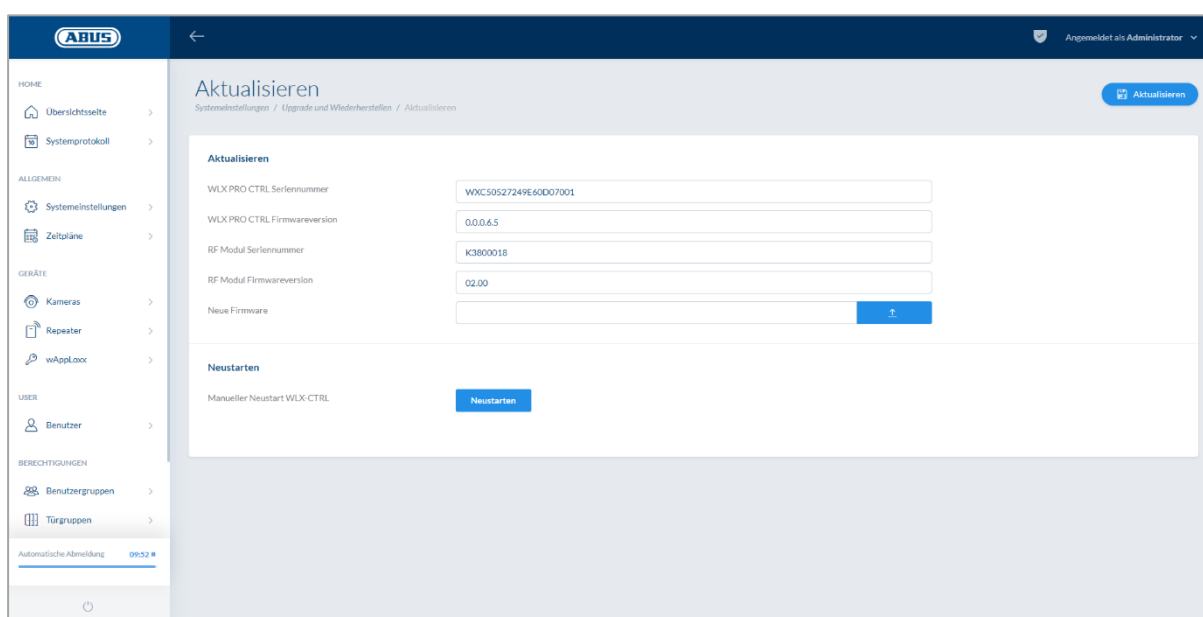 ABUS
Angemeldet als Administrator
HOME
Übersichtsseite
Systemprotokoll
ALLGEMEIN
Systemeinstellungen
Zeitpläne
GERÄTE
Kameras
Repeater
wAppLoxx
USER
Benutzer
BERECHTIGUNGEN
Benutzergruppen
Türgruppen
Automatische Abmeldung 09:52
Aktualisieren
Systemeinstellungen / Upgrade und Wiederherstellen / Aktualisieren
Aktualisieren
Aktualisieren
WLX PRO CTRL Seriennummer WXC50527249E60D07001
WLX PRO CTRL Firmwareversion 0.0.0.6.5
RF Modul Seriennummer K3800018
RF Modul Firmwareversion 02.00
Neue Firmware
Neustarten
Manueller Neustart WLX-CTRL Neustarten